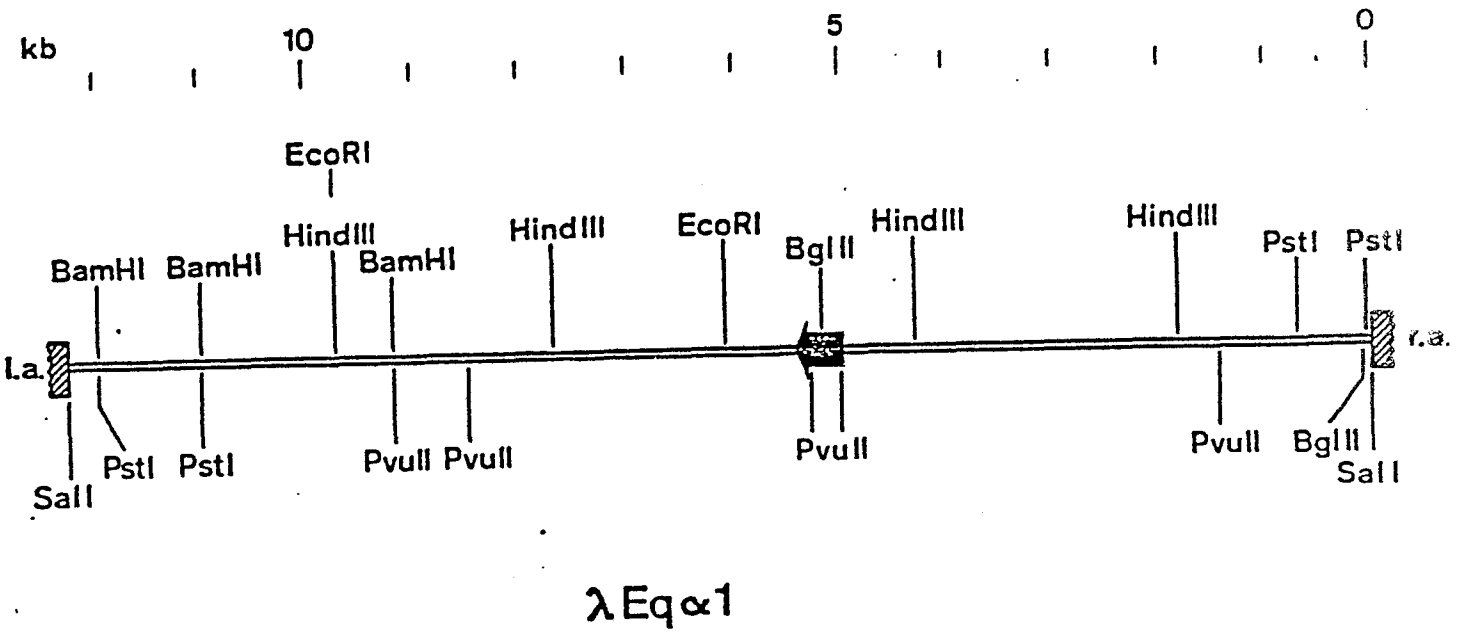 kb 10 5 0
EcoRI
HindIII HindIII EcoRI HindIII HindIII
BamHI BamHI BamHI BglII PstI PstI
l.a. r.a.
PstI PstI PvuII PvuII PvuII PvuII BglII
SalI SalI
λEqα1